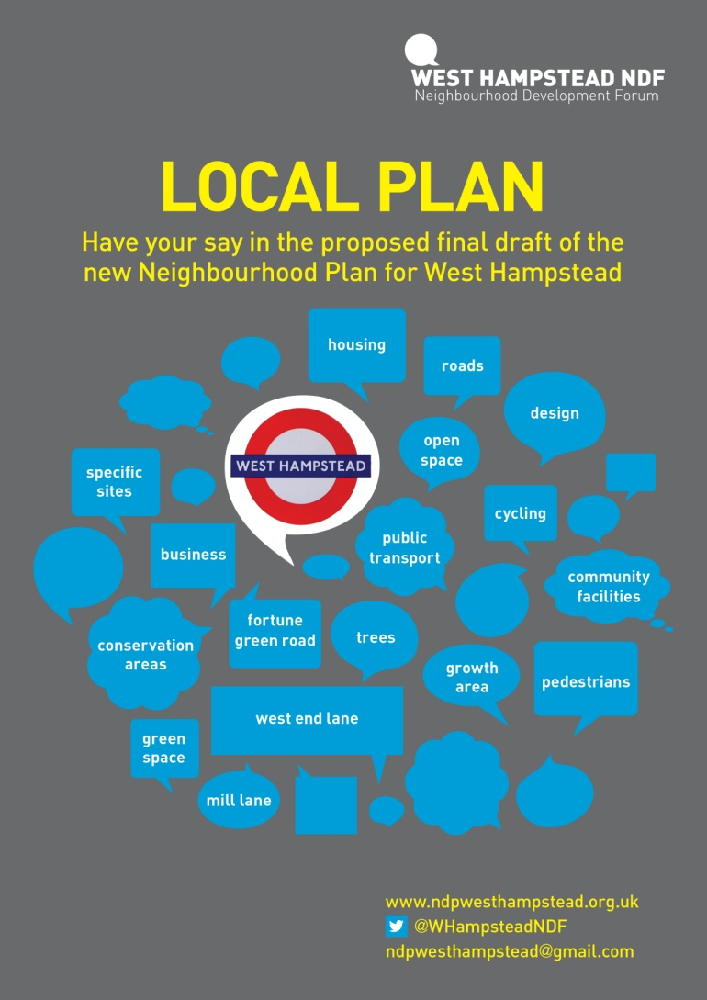 WEST HAMPSTEAD NDF
Neighbourhood Development Forum
LOCAL PLAN
Have your say in the proposed final draft of the
new Neighbourhood Plan for West Hampstead
housing
roads
design
open
space
WEST HAMPSTEAD
specific
sites
cycling
public
transport
business
community
facilities
fortune
green road
trees
conservation
areas
growth
area
pedestrians
west end lane
green
space
mill lane
www.ndpwesthampstead.org.uk
@WHampsteadNDF
ndpwesthampstead@gmail.com